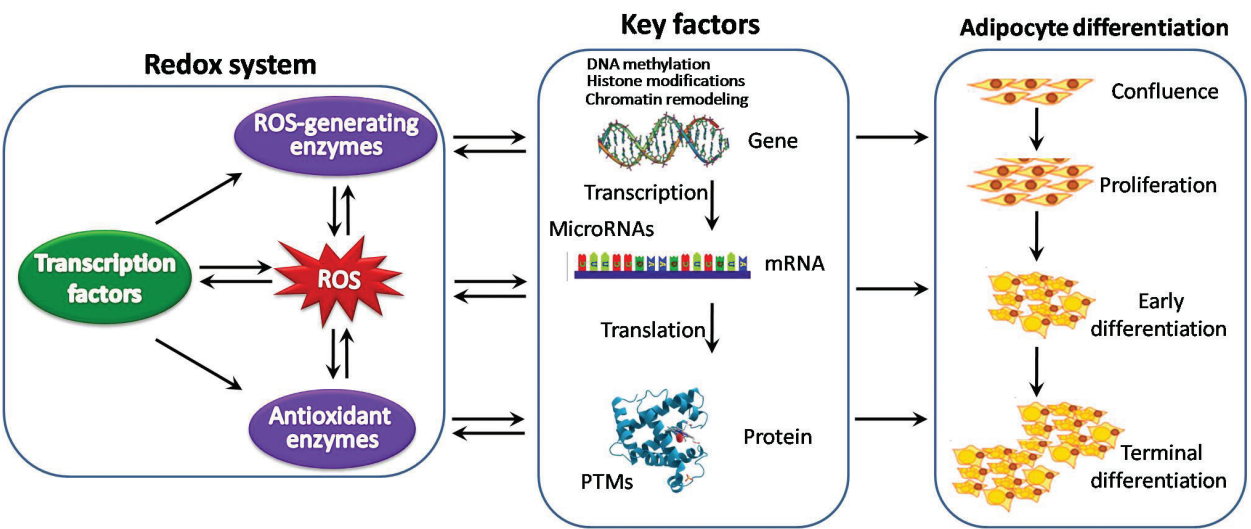 Redox system
ROS-generating
enzymes
Transcription
factors
ROS
Antioxidant
enzymes
Key factors
DNA methylation
Histone modifications
Chromatin remodeling
Gene
Transcription
MicroRNAs
mRNA
Translation
Protein
PTMs
Adipocyte differentiation
Confluence
Proliferation
Early
differentiation
Terminal
differentiation